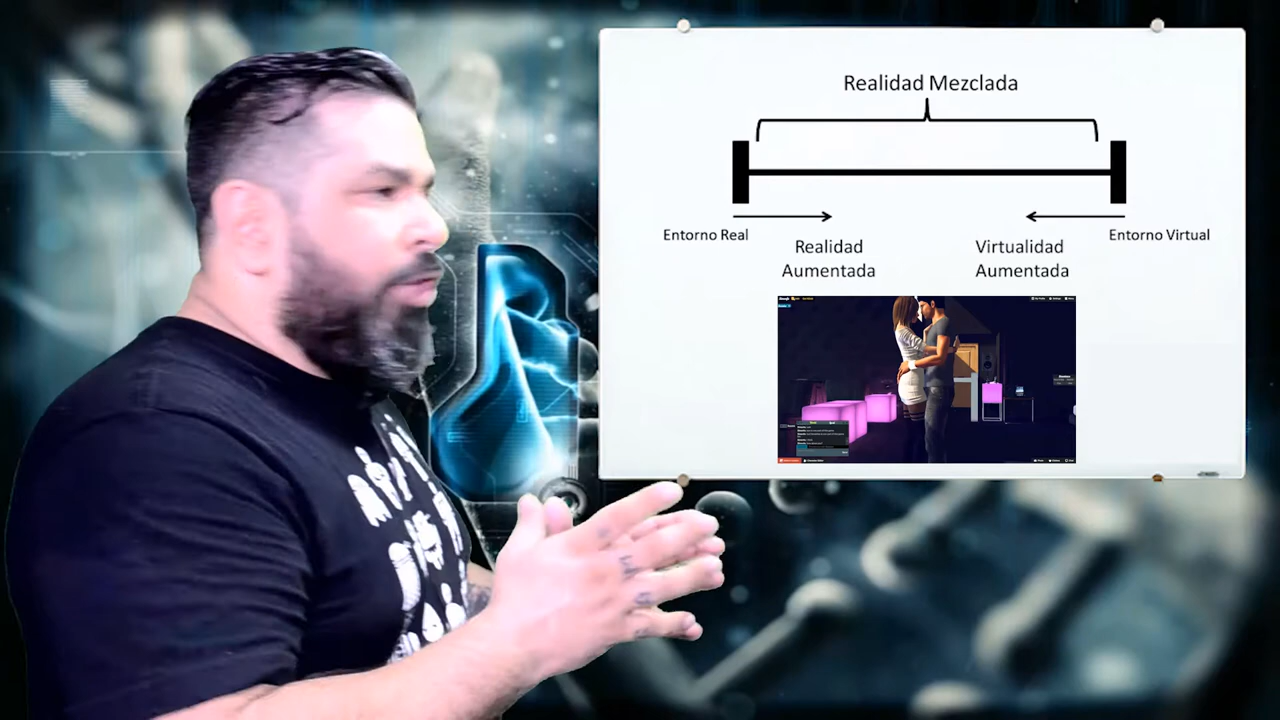 Realidad Mezclada
Entorno Real
Entorno Virtual
Realidad
Aumentada
Virtualidad
Aumentada